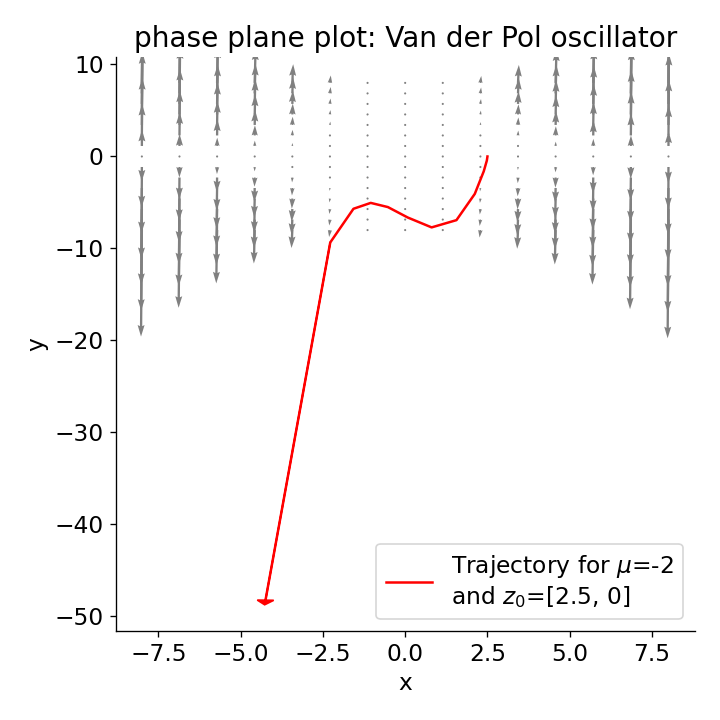 phase plane plot: Van der Pol oscillator
10
0
−10
−20
−30
−40
−50
y
−7.5
−5.0
−2.5
0.0
2.5
5.0
7.5
x
Trajectory for μ=-2
and z₀=[2.5, 0]